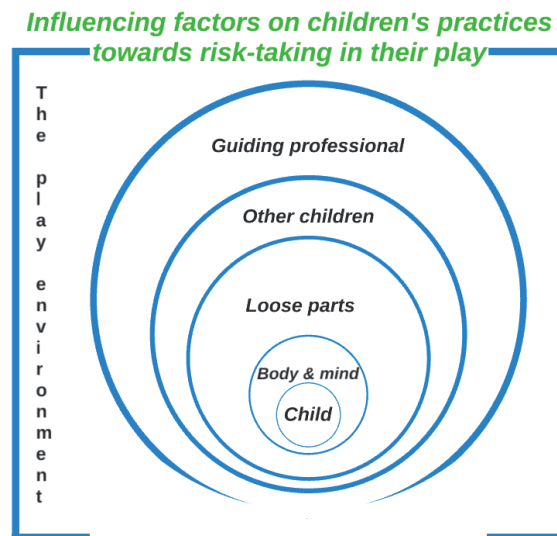 Influencing factors on children's practices
towards risk-taking in their play
The play environment
Guiding professional
Other children
Loose parts
Body & mind
Child